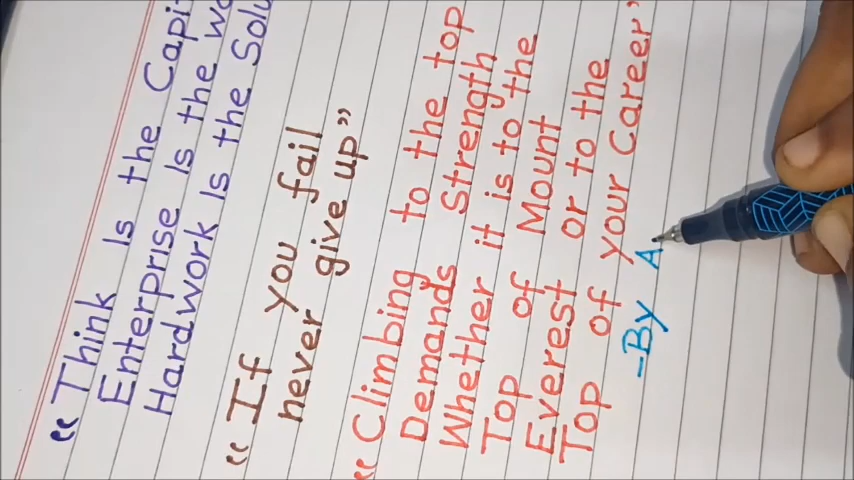 “Think Is the Capi
Enterprise Is the Wa
Hardwork Is the Solu
“If you fail
never give up”
“Climbing to the top
Demands Strength
Whether it is to the
Top of Mount
Everest or to the
Top of your Career”
-By A